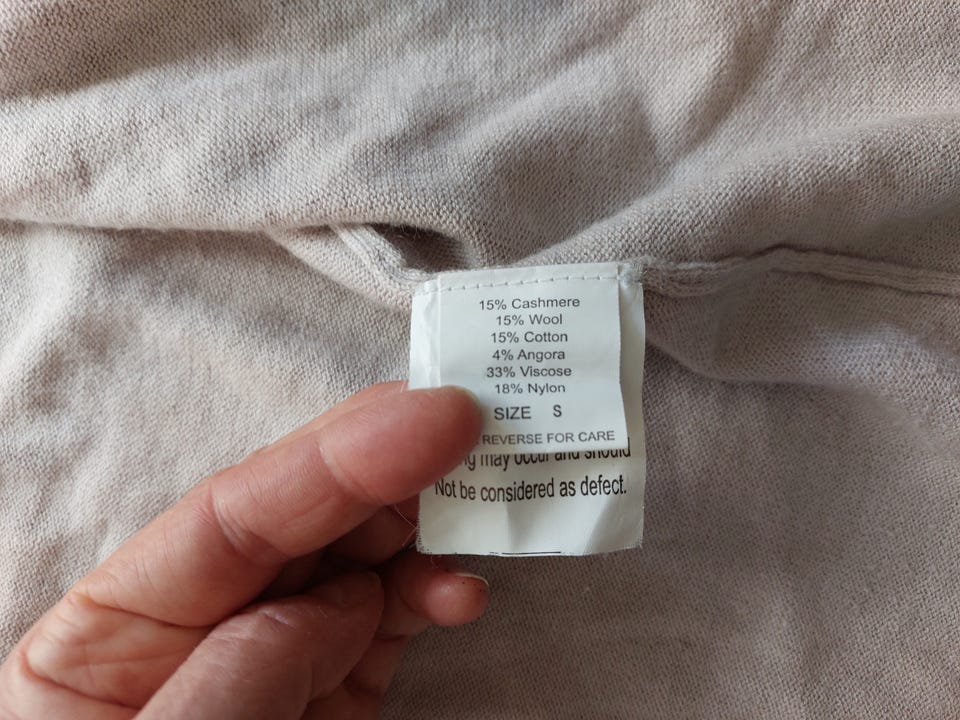 15% Cashmere
15% Wool
15% Cotton
4% Angora
33% Viscose
18% Nylon
SIZE S
REVERSE FOR CARE
may occur and should
Not be considered as defect.